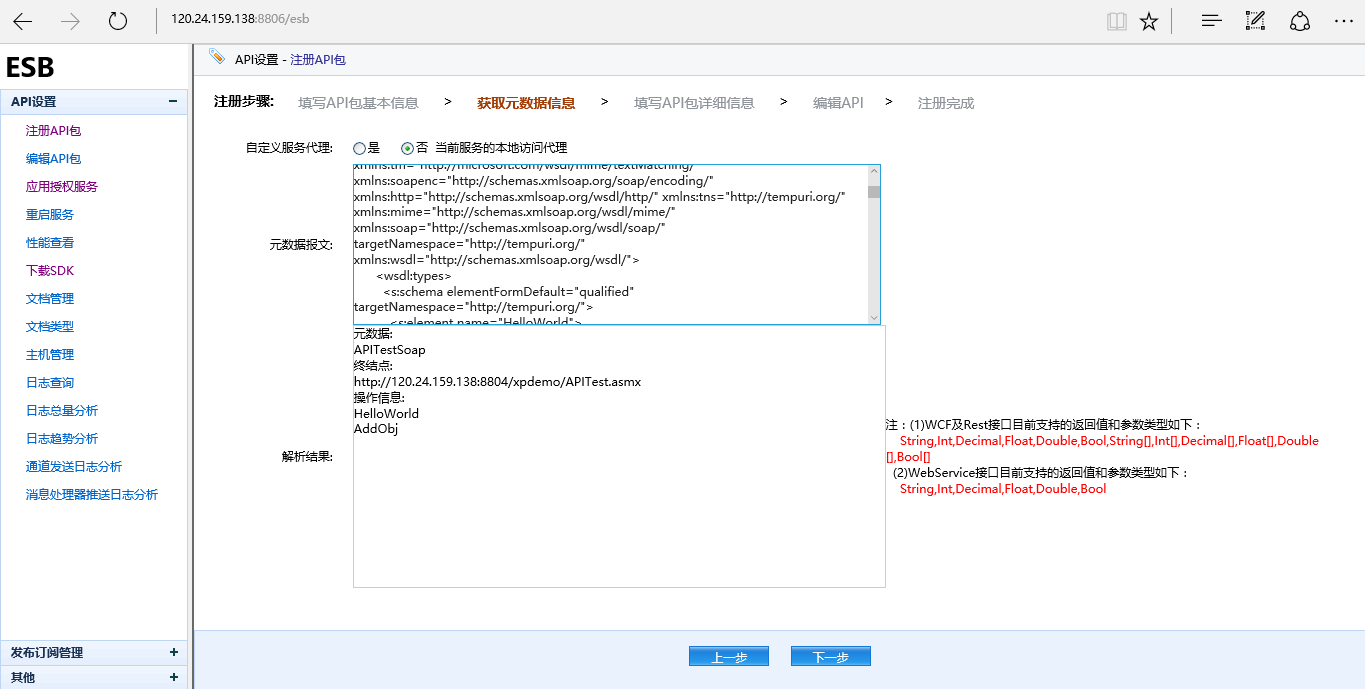 120.24.159.138:8806/esb
ESB
API设置
注册API包
编辑API包
应用授权服务
重启服务
性能查看
下载SDK
文档管理
文档类型
主机管理
日志查询
日志总量分析
日志趋势分析
通道发送日志分析
消息处理器推送日志分析
发布订阅管理
其他
API设置 - 注册API包
注册步骤: 填写API包基本信息 > 获取元数据信息 > 填写API包详细信息 > 编辑API > 注册完成
自定义服务代理: 是 否 当前服务的本地访问代理
元数据报文:
xmlns:tm="http://microsoft.com/wsdl/mime/textMatching/"
xmlns:soapenc="http://schemas.xmlsoap.org/soap/encoding/"
xmlns:http="http://schemas.xmlsoap.org/wsdl/http/" xmlns:tns="http://tempuri.org/"
xmlns:mime="http://schemas.xmlsoap.org/wsdl/mime/"
xmlns:soap="http://schemas.xmlsoap.org/wsdl/soap/"
targetNamespace="http://tempuri.org/"
xmlns:wsdl="http://schemas.xmlsoap.org/wsdl/">
<wsdl:types>
<s:schema elementFormDefault="qualified"
targetNamespace="http://tempuri.org/">
<s:element name="HelloWorld">
解析结果:
元数据:
APITestSoap
终结点:
http://120.24.159.138:8804/xpdemo/APITest.asmx
操作信息:
HelloWorld
AddObj
注：(1)WCF及Rest接口目前支持的返回值和参数类型如下：
String,Int,Decimal,Float,Double,Bool,String[],Int[],Decimal[],Float[],Double
[],Bool[]
(2)WebService接口目前支持的返回值和参数类型如下：
String,Int,Decimal,Float,Double,Bool
上一步 下一步